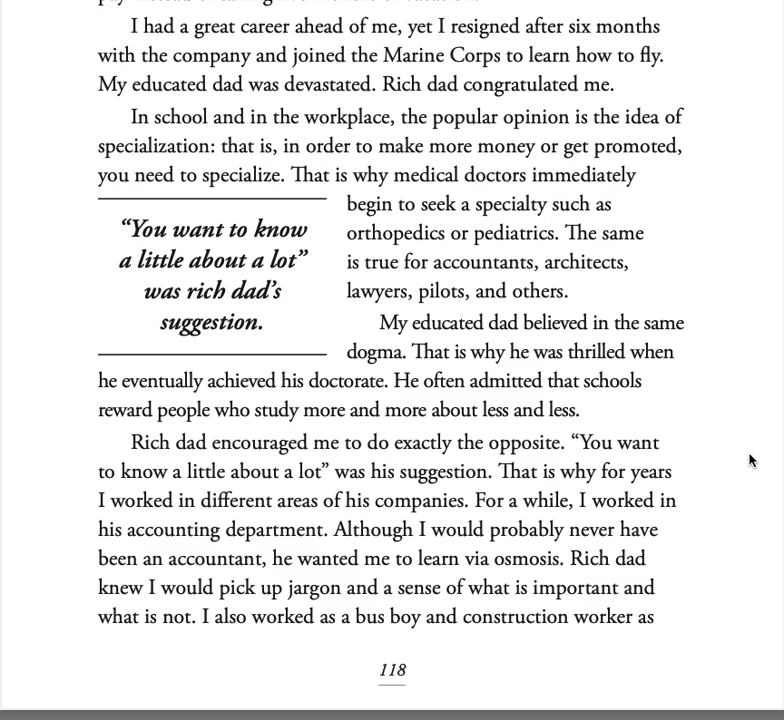 I had a great career ahead of me, yet I resigned after six months
with the company and joined the Marine Corps to learn how to fly.
My educated dad was devastated. Rich dad congratulated me.
In school and in the workplace, the popular opinion is the idea of
specialization: that is, in order to make more money or get promoted,
you need to specialize. That is why medical doctors immediately
begin to seek a specialty such as
orthopedics or pediatrics. The same
is true for accountants, architects,
lawyers, pilots, and others.
“You want to know
a little about a lot”
was rich dad’s
suggestion.
My educated dad believed in the same
dogma. That is why he was thrilled when
he eventually achieved his doctorate. He often admitted that schools
reward people who study more and more about less and less.
Rich dad encouraged me to do exactly the opposite. “You want
to know a little about a lot” was his suggestion. That is why for years
I worked in different areas of his companies. For a while, I worked in
his accounting department. Although I would probably never have
been an accountant, he wanted me to learn via osmosis. Rich dad
knew I would pick up jargon and a sense of what is important and
what is not. I also worked as a bus boy and construction worker as
118